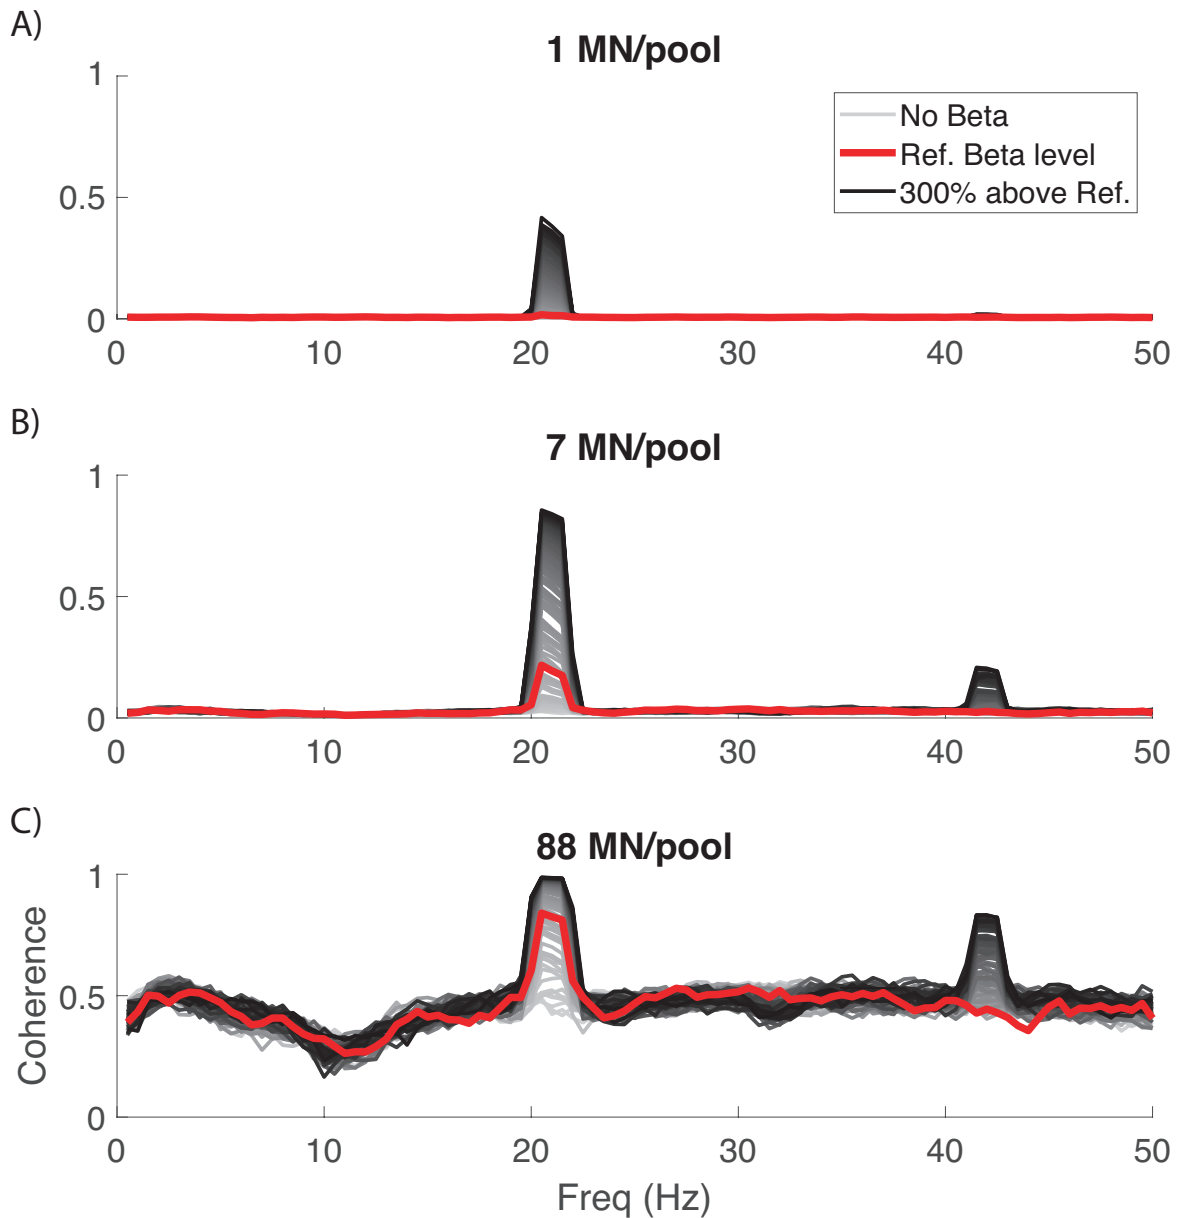 A)
1 MN/pool
1
0.5
0
No Beta
Ref. Beta level
300% above Ref.
0 10 20 30 40 50
B)
7 MN/pool
1
0.5
0
0 10 20 30 40 50
C)
88 MN/pool
1
0.5
0
Coherence
0 10 20 30 40 50
Freq (Hz)